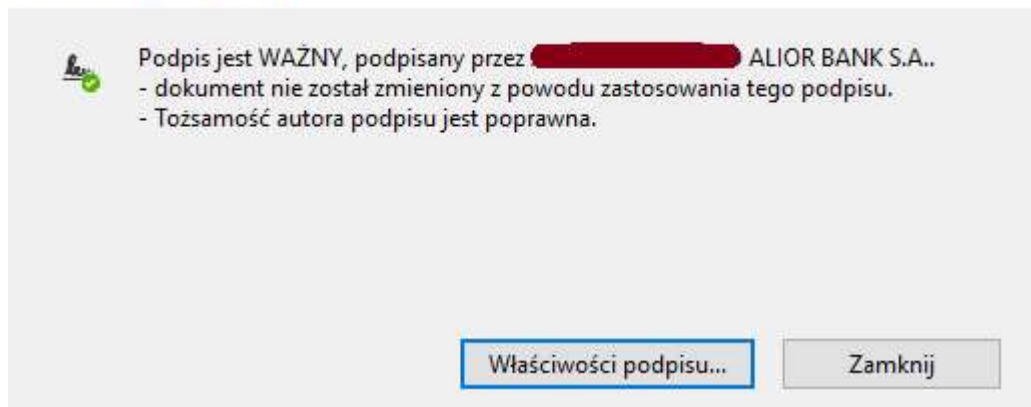 Podpis jest WAŻNY, podpisany przez ALIOR BANK S.A..
- dokument nie został zmieniony z powodu zastosowania tego podpisu.
- Tożsamość autora podpisu jest poprawna.
Właściwości podpisu...
Zamknij